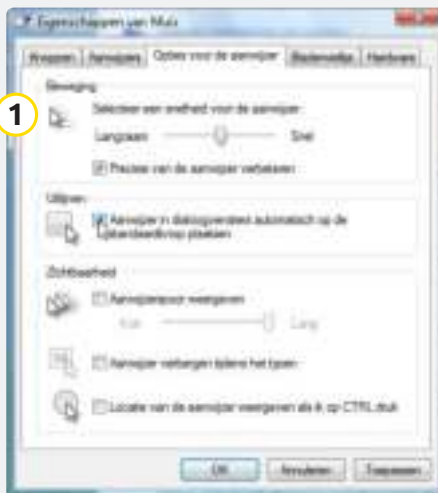 Eigenschappen van Muis
Knoppen Aanwijzers Opties voor de aanwijzer Bladerwieltje Hardware
Beweging
1
Selecteer een snelheid voor de aanwijzer:
Langzaam Snel
Precisie van de aanwijzer verbeteren
Uitlijnen
Aanwijzer in dialoogvensters automatisch op de
standaardknop plaatsen
Zichtbaarheid
Aanwijzerspoor weergeven
Kort Lang
Aanwijzer verbergen tijdens het typen
Locatie van de aanwijzer weergeven als ik op CTRL druk
OK Annuleren Toepassen